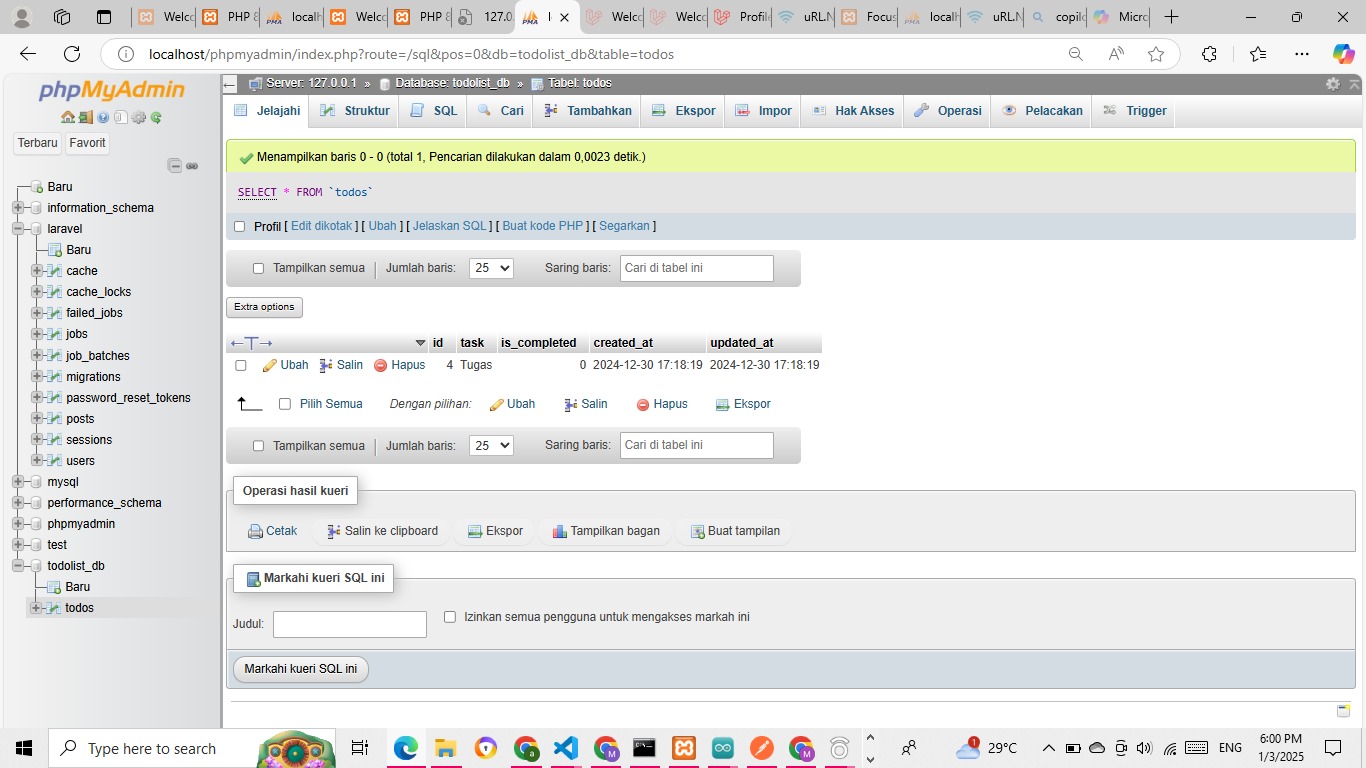 Welco
PHP 8
localh
Welco
PHP 8
127.0.
lo
Welco
Welco
Profile
uRL.N
Focus
localh
uRL.N
copilo
Micro
localhost/phpmyadmin/index.php?route=/sql&pos=0&db=todolist_db&table=todos
phpMyAdmin
Terbaru Favorit
Baru
information_schema
laravel
Baru
cache
cache_locks
failed_jobs
jobs
job_batches
migrations
password_reset_tokens
posts
sessions
users
mysql
performance_schema
phpmyadmin
test
todolist_db
Baru
todos
Server: 127.0.0.1 » Database: todolist_db » Tabel: todos
Jelajahi Struktur SQL Cari Tambahkan Ekspor Impor Hak Akses Operasi Pelacakan Trigger
Menampilkan baris 0 - 0 (total 1, Pencarian dilakukan dalam 0,0023 detik.)
SELECT * FROM `todos`
Profil [ Edit dikotak ] [ Ubah ] [ Jelaskan SQL ] [ Buat kode PHP ] [ Segarkan ]
Tampilkan semua Jumlah baris: 25 Saring baris: Cari di tabel ini
Extra options
←T→ id task is_completed created_at updated_at
Ubah Salin Hapus 4 Tugas 0 2024-12-30 17:18:19 2024-12-30 17:18:19
Pilih Semua Dengan pilihan: Ubah Salin Hapus Ekspor
Tampilkan semua Jumlah baris: 25 Saring baris: Cari di tabel ini
Operasi hasil kueri
Cetak Salin ke clipboard Ekspor Tampilkan bagan Buat tampilan
Markahi kueri SQL ini
Judul: Izinkan semua pengguna untuk mengakses markah ini
Markahi kueri SQL ini
Type here to search
29°C
ENG
6:00 PM
1/3/2025